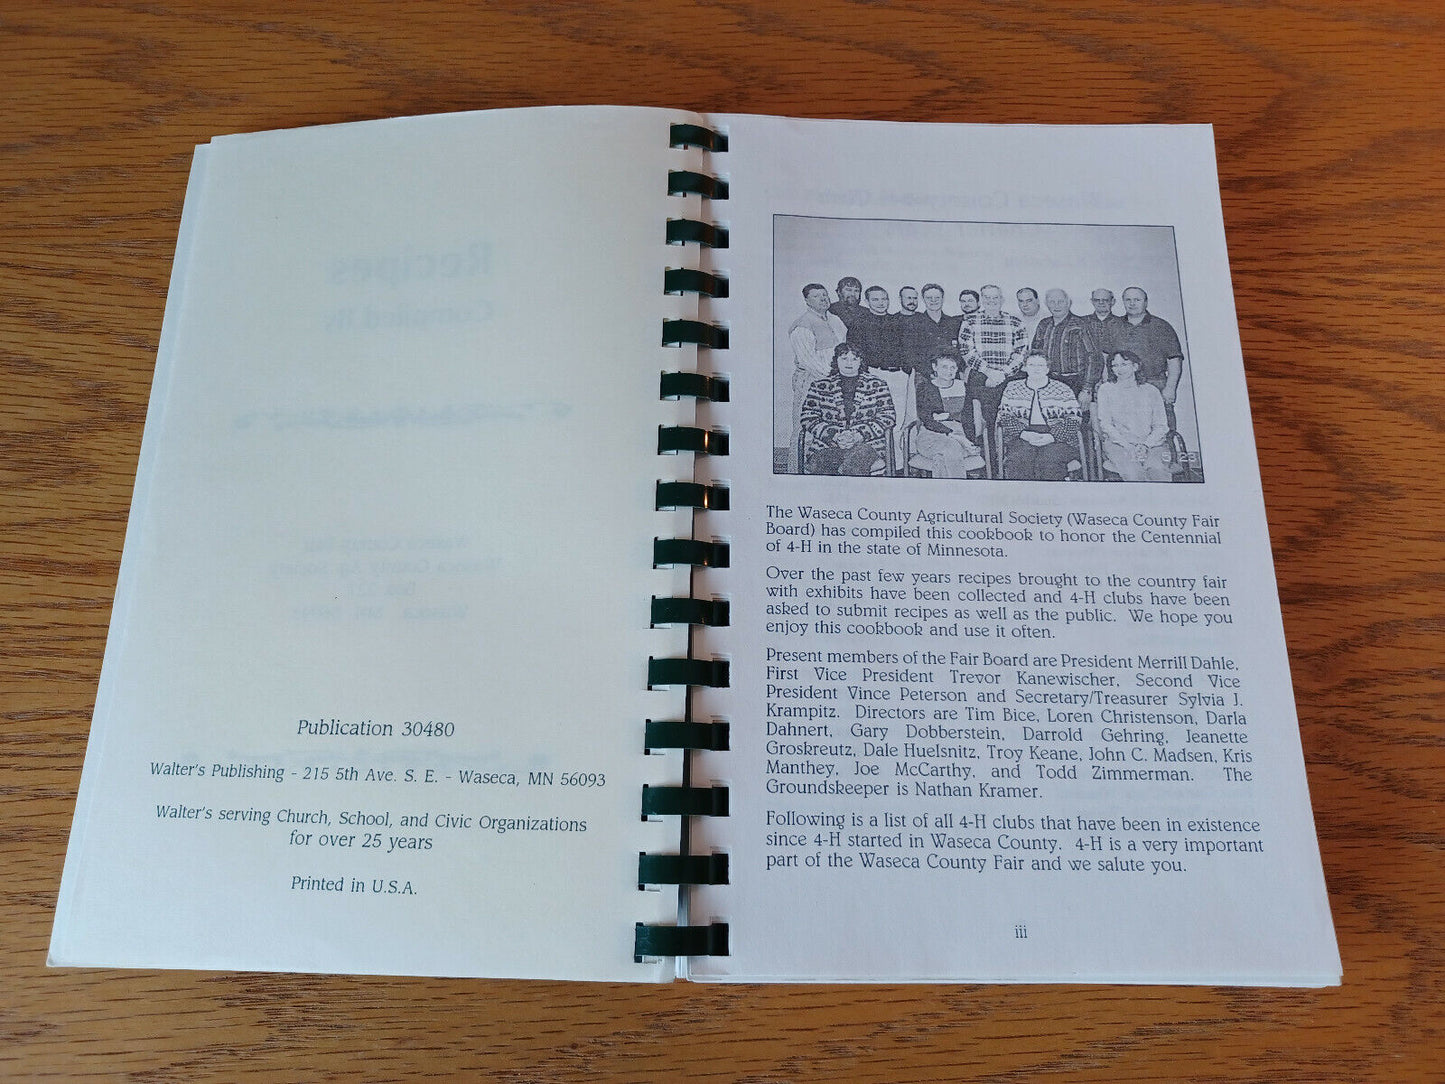 Publication 30480
Walter's Publishing - 215 5th Ave. S. E. - Waseca, MN 56093
Walter's serving Church, School, and Civic Organizations
for over 25 years
Printed in U.S.A.
The Waseca County Agricultural Society (Waseca County Fair
Board) has compiled this cookbook to honor the Centennial
of 4-H in the state of Minnesota.
Over the past few years recipes brought to the country fair
with exhibits have been collected and 4-H clubs have been
asked to submit recipes as well as the public. We hope you
enjoy this cookbook and use it often.
Present members of the Fair Board are President Merrill Dahle,
First Vice President Trevor Kanewischer, Second Vice
President Vince Peterson and Secretary/Treasurer Sylvia J.
Krampitz. Directors are Tim Bice, Loren Christenson, Darla
Dahnert, Gary Dobberstein, Darrold Gehring, Jeanette
Groskreutz, Dale Huelsnitz, Troy Keane, John C. Madsen, Kris
Manthey, Joe McCarthy, and Todd Zimmerman. The
Groundskeeper is Nathan Kramer.
Following is a list of all 4-H clubs that have been in existence
since 4-H started in Waseca County. 4-H is a very important
part of the Waseca County Fair and we salute you.
iii